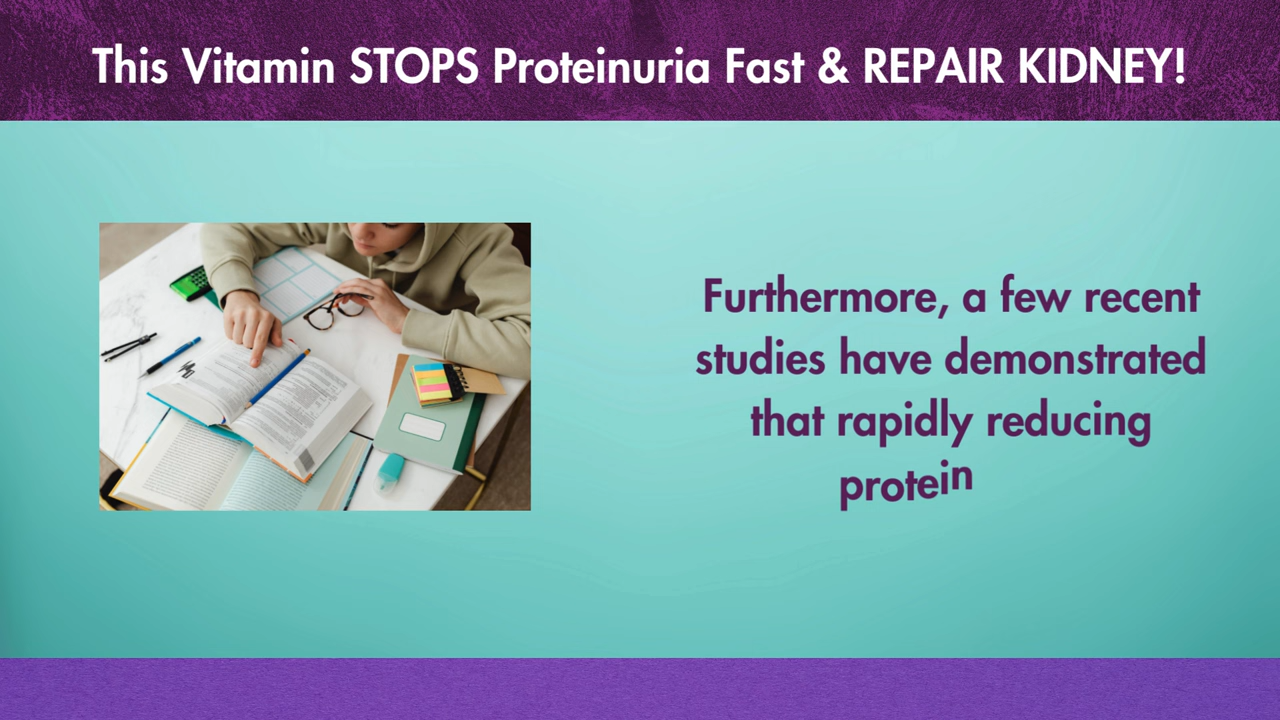 This Vitamin STOPS Proteinuria Fast & REPAIR KIDNEY!
Furthermore, a few recent
studies have demonstrated
that rapidly reducing
protein